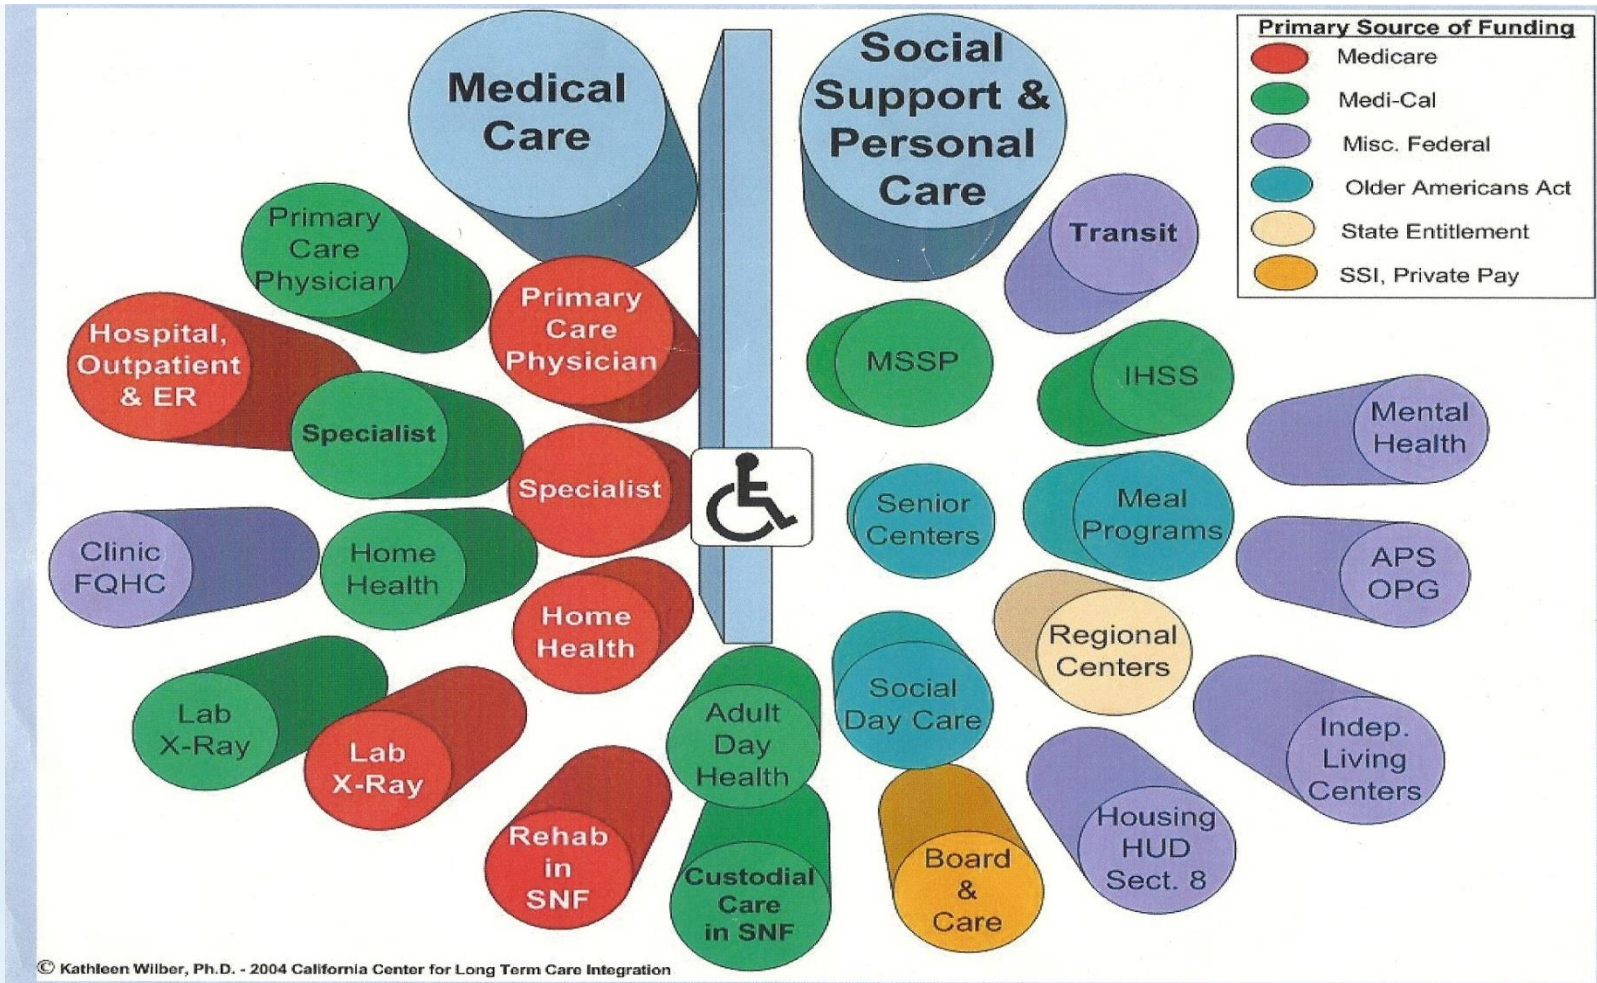 Medical
Care
Social
Support &
Personal
Care
Primary Source of Funding
Medicare
Medi-Cal
Misc. Federal
Older Americans Act
State Entitlement
SSI, Private Pay
Primary
Care
Physician
Primary
Care
Physician
Transit
Hospital,
Outpatient
& ER
Specialist
Specialist
MSSP
IHSS
Mental
Health
Clinic
FQHC
Home
Health
Home
Health
Senior
Centers
Meal
Programs
APS
OPG
Lab
X-Ray
Lab
X-Ray
Adult
Day
Health
Social
Day Care
Regional
Centers
Indep.
Living
Centers
Rehab
in
SNF
Custodial
Care
in SNF
Board
&
Care
Housing
HUD
Sect. 8
© Kathleen Wilber, Ph.D. - 2004 California Center for Long Term Care Integration